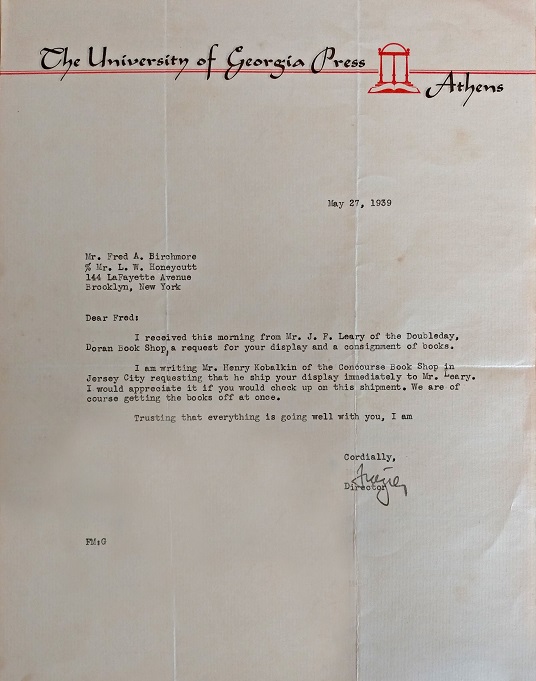 The University of Georgia Press
Athens
May 27, 1939
Mr. Fred A. Birchmore
% Mr. L. W. Honeycutt
144 LaFayette Avenue
Brooklyn, New York
Dear Fred:
I received this morning from Mr. J. F. Leary of the Doubleday,
Doran Book Shop, a request for your display and a consignment of books.
I am writing Mr. Henry Kobalkin of the Concourse Book Shop in
Jersey City requesting that he ship your display immediately to Mr. Leary.
I would appreciate it if you would check up on this shipment. We are of
course getting the books off at once.
Trusting that everything is going well with you, I am
Cordially,
Director
FM:G